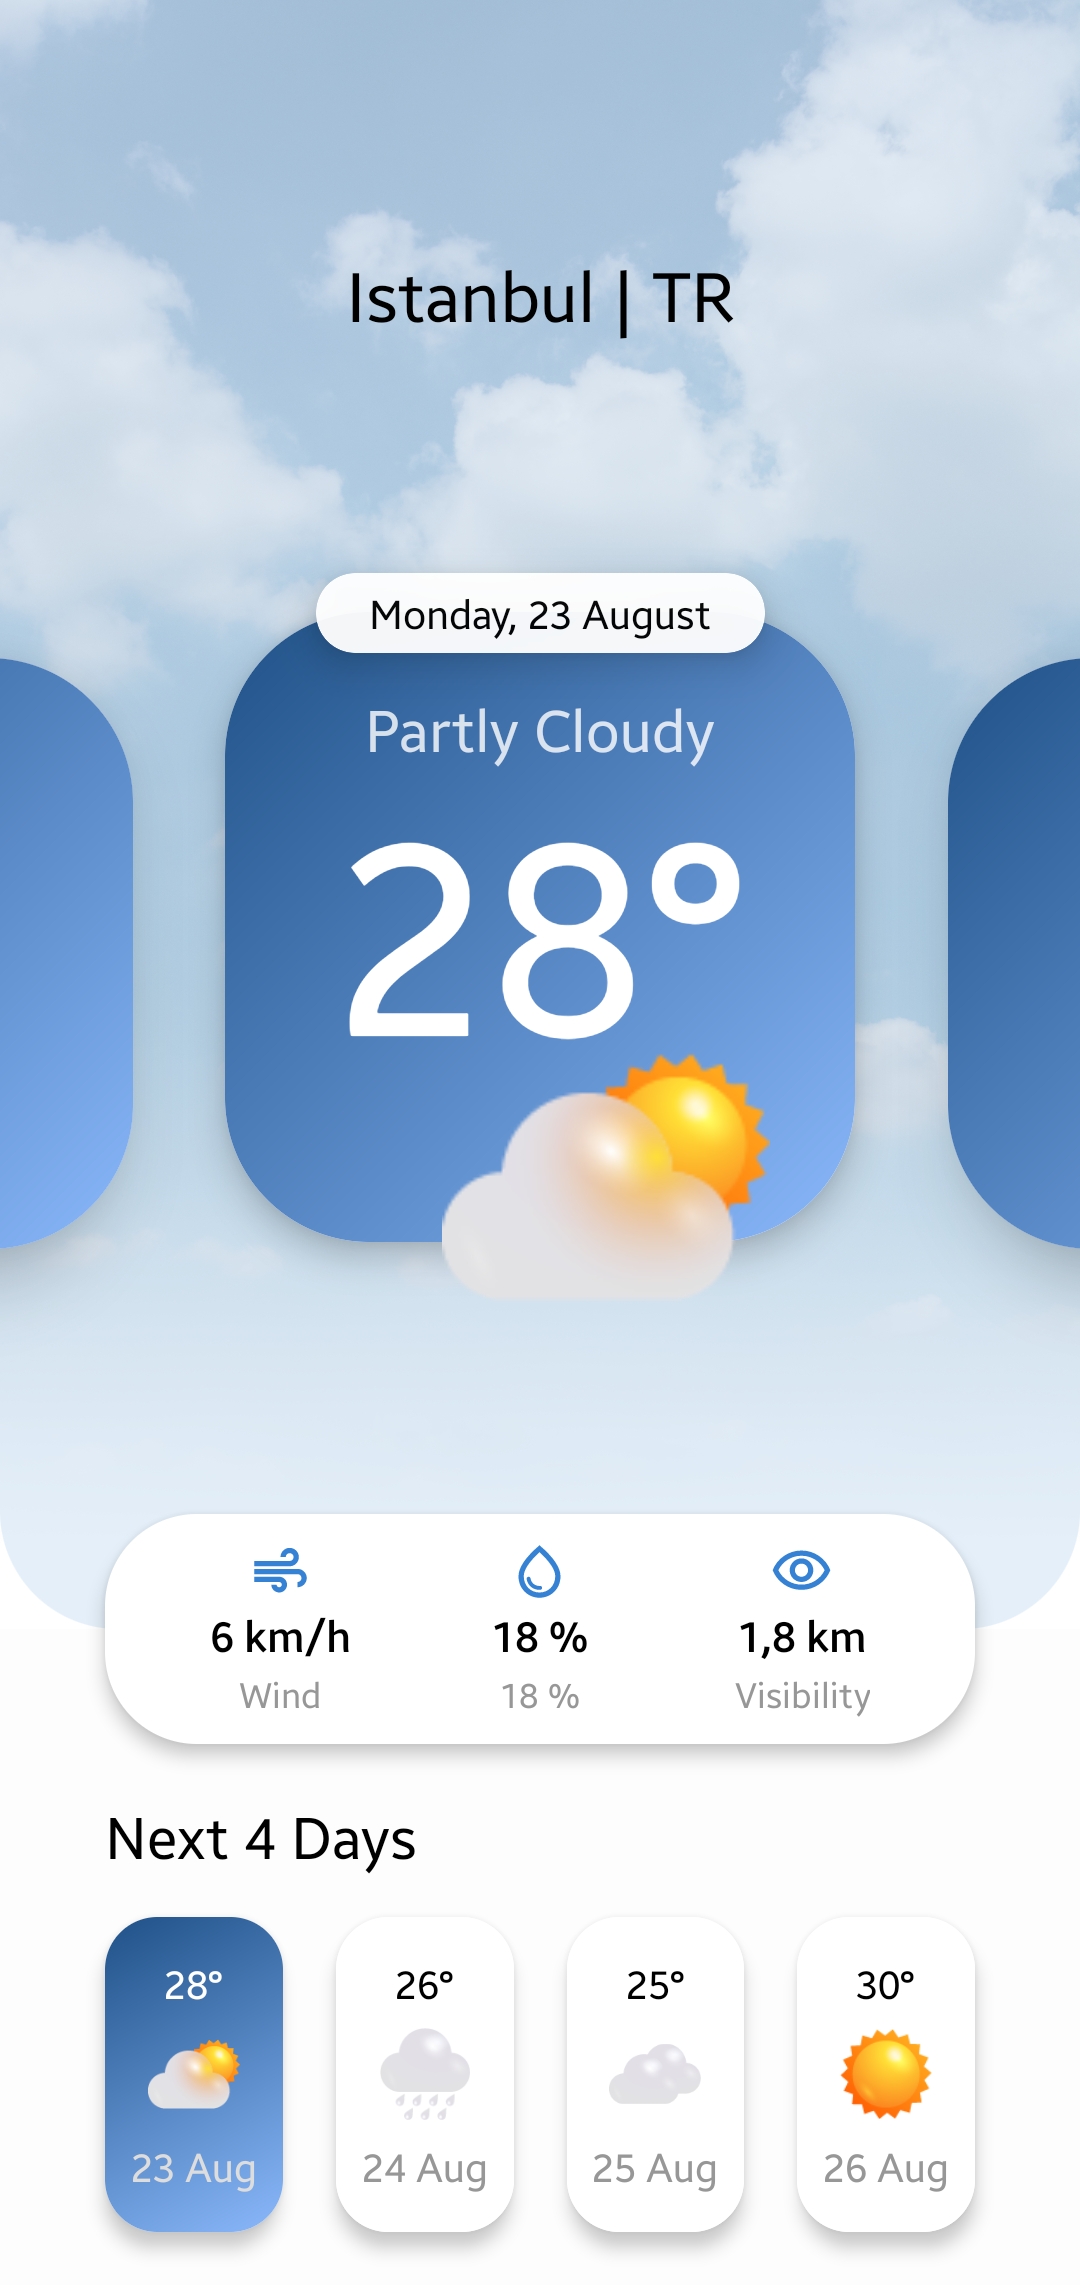 Istanbul | TR
Monday, 23 August
Partly Cloudy
28°
6 km/h
Wind
18 %
18 %
1,8 km
Visibility
Next 4 Days
28°
23 Aug
26°
24 Aug
25°
25 Aug
30°
26 Aug